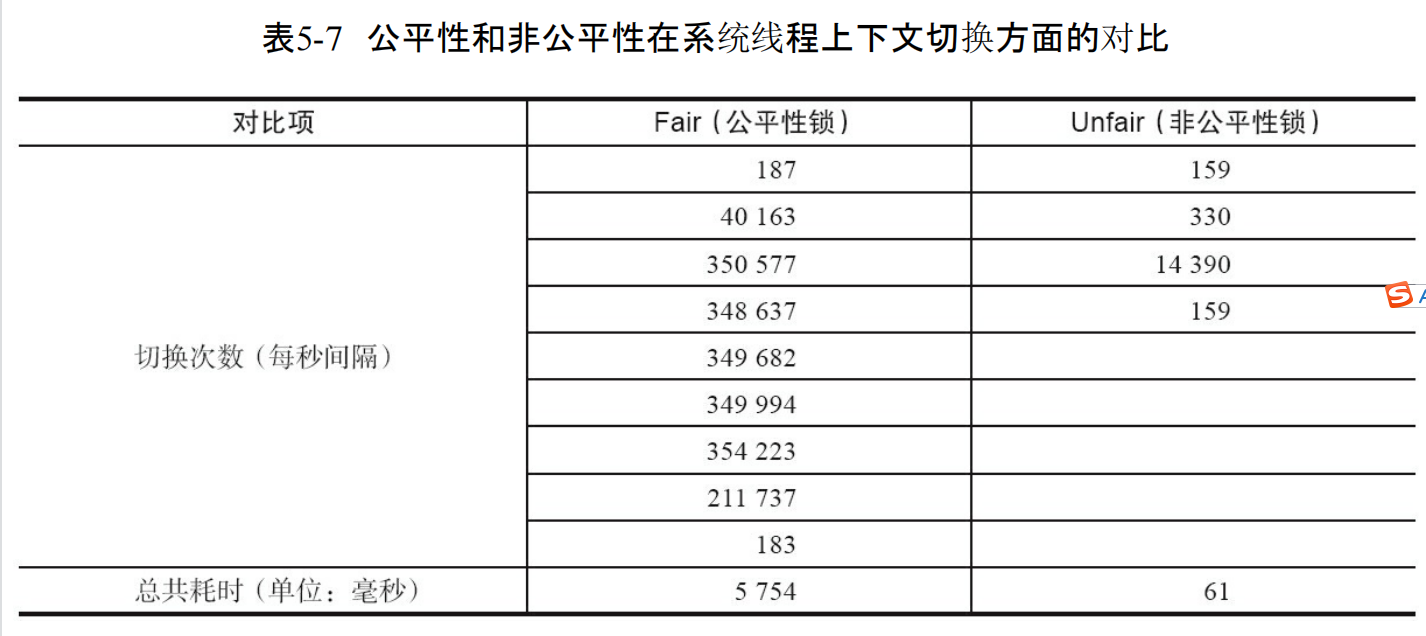 表5-7 公平性和非公平性在系统线程上下文切换方面的对比
对比项 Fair（公平性锁） Unfair（非公平性锁）
187 159
40 163 330
350 577 14 390
348 637 159
切换次数（每秒间隔） 349 682
349 994
354 223
211 737
183
总共耗时（单位：毫秒） 5 754 61